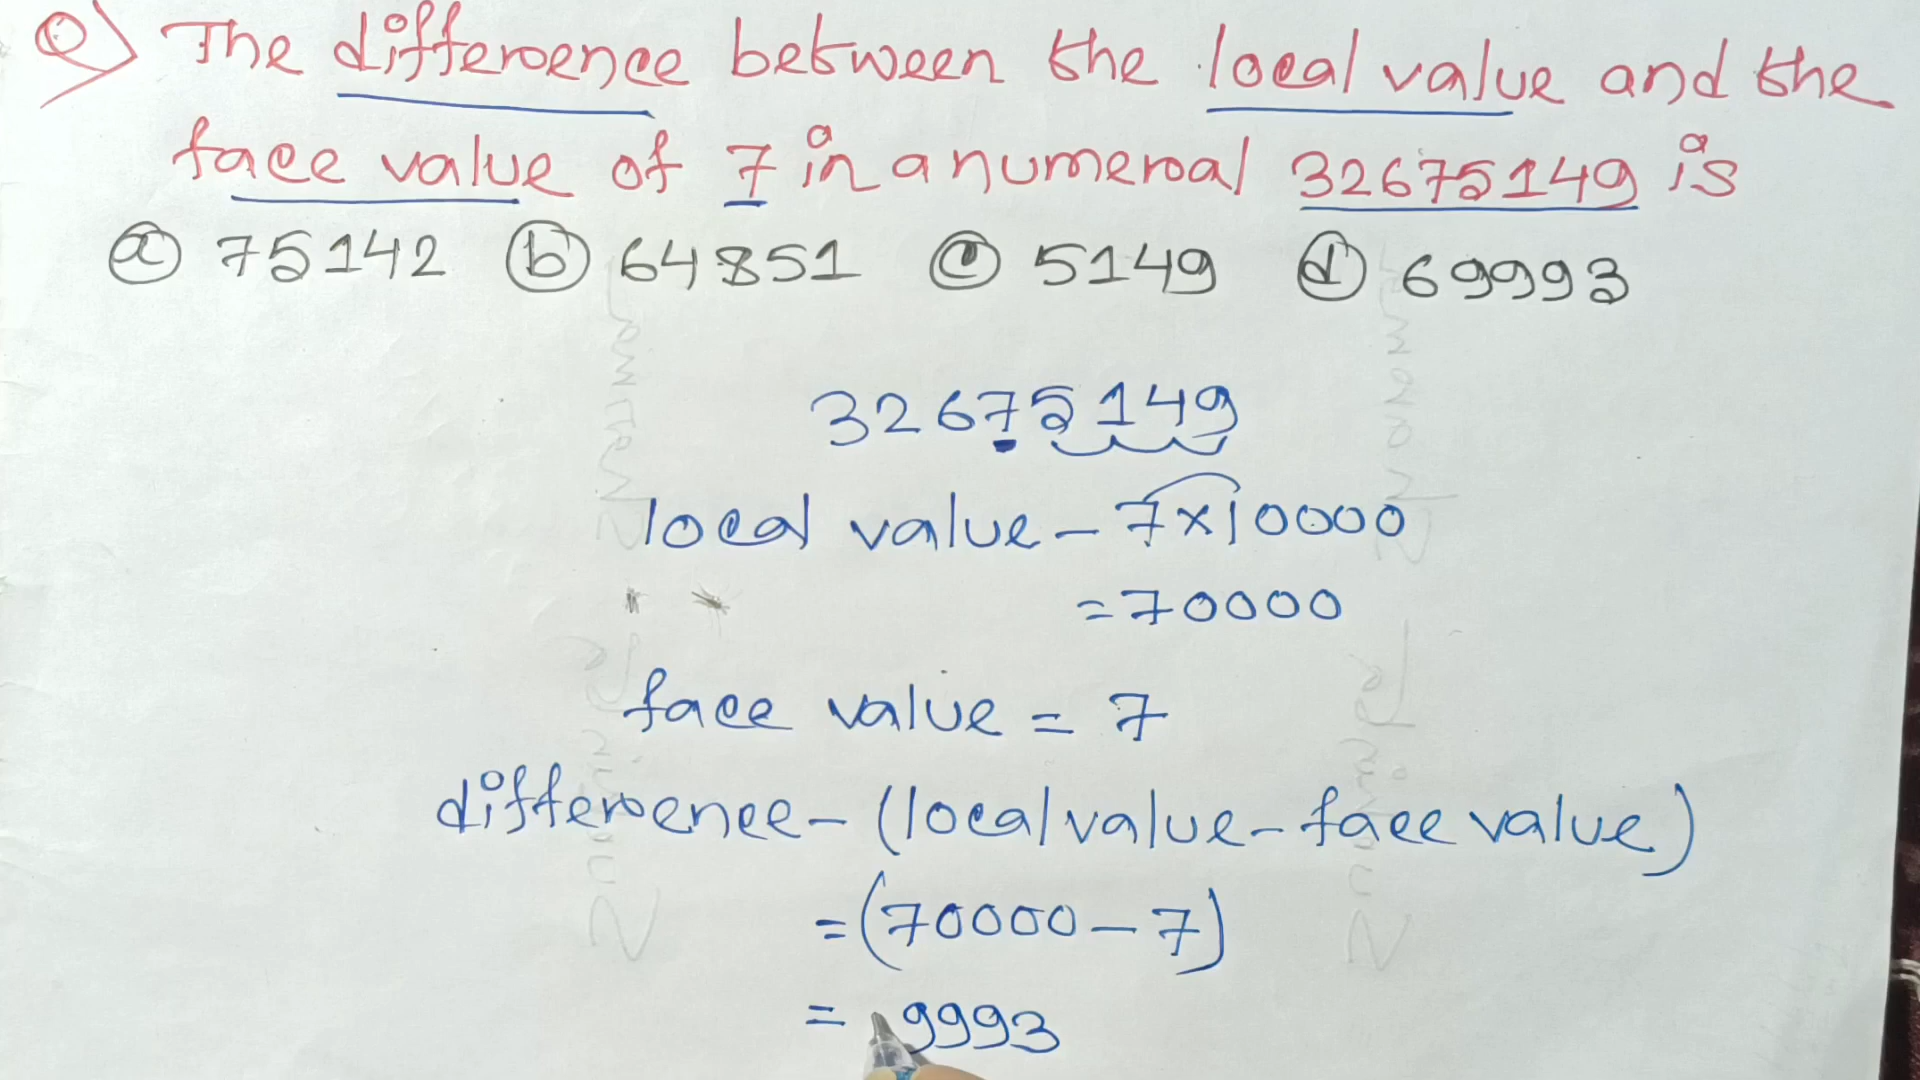 Q) The difference between the local value and the
face value of 7 in a numeral 32675149 is
a 75142 b 64851 c 5149 d 69993
32675149
local value - 7×10000
=70000
face value = 7
difference - (local value - face value)
=(70000-7)
= 9993